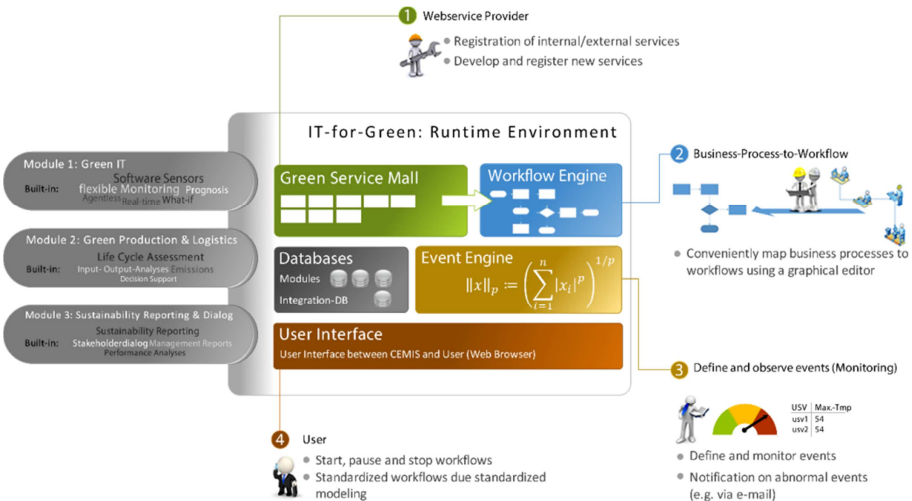 1 Webservice Provider
Registration of internal/external services
Develop and register new services
IT-for-Green: Runtime Environment
Module 1: Green IT
Software Sensors
Built-in: flexible Monitoring Prognosis
Agentless Real-time What-if
Module 2: Green Production & Logistics
Life Cycle Assessment
Built-in: Input- Output-Analyses Emissions
Decision Support
Module 3: Sustainability Reporting & Dialog
Sustainability Reporting
Built-in: Stakeholderdialog Management Reports
Performance Analyses
Green Service Mall
Workflow Engine
Databases
Modules
Integration-DB
Event Engine
‖x‖p := (∑ i=1 n |xi|^p)^1/p
User Interface
User Interface between CEMIS and User (Web Browser)
2 Business-Process-to-Workflow
Conveniently map business processes to
workflows using a graphical editor
3 Define and observe events (Monitoring)
USV Max.-Tmp
usv1 54
usv2 54
Define and monitor events
Notification on abnormal events
(e.g. via e-mail)
4 User
Start, pause and stop workflows
Standardized workflows due standardized
modeling